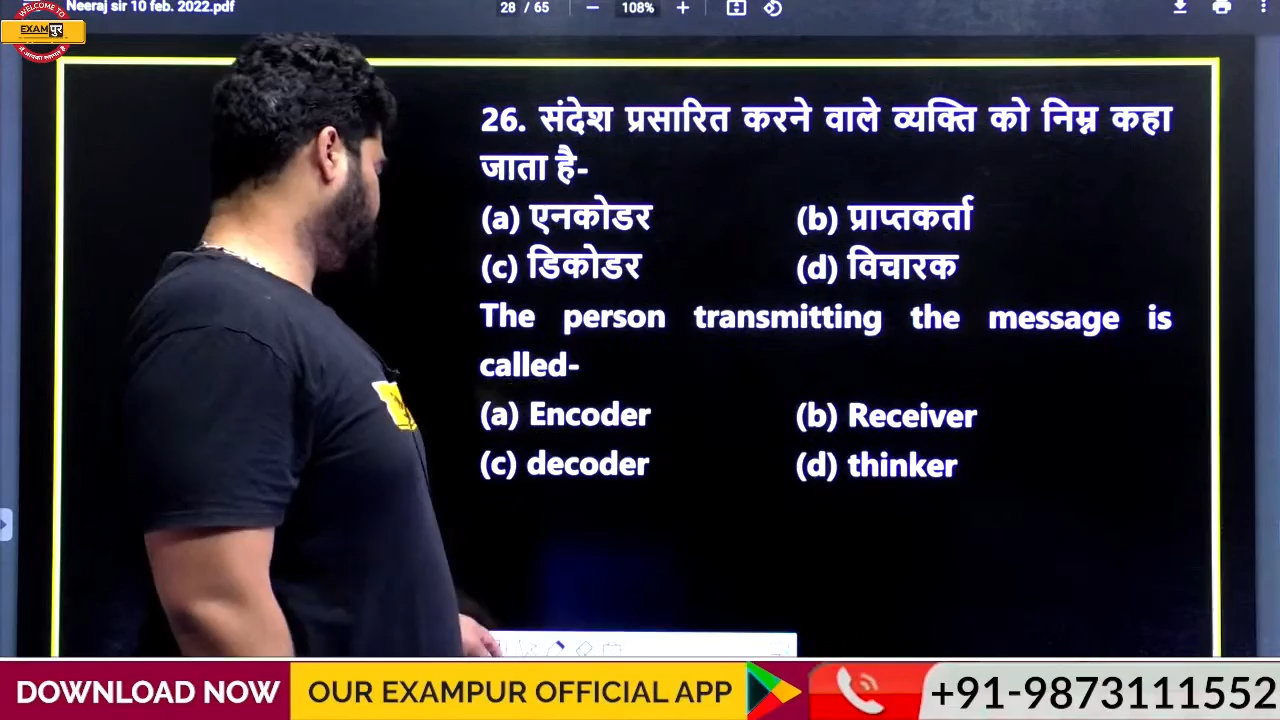 WELCOME TO
Neeraj sir 10 feb. 2022.pdf
28 / 65
108%
EXAMपुर
26. संदेश प्रसारित करने वाले व्यक्ति को निम्न कहा
जाता है-
(a) एनकोडर (b) प्राप्तकर्ता
(c) डिकोडर (d) विचारक
The person transmitting the message is
called-
(a) Encoder (b) Receiver
(c) decoder (d) thinker
DOWNLOAD NOW OUR EXAMPUR OFFICIAL APP +91-9873111552